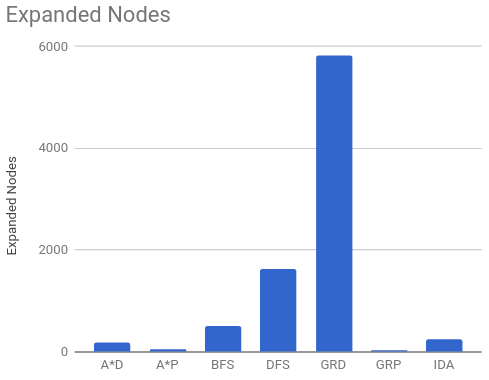 Expanded Nodes
6000
4000
2000
0
Expanded Nodes
A*D A*P BFS DFS GRD GRP IDA